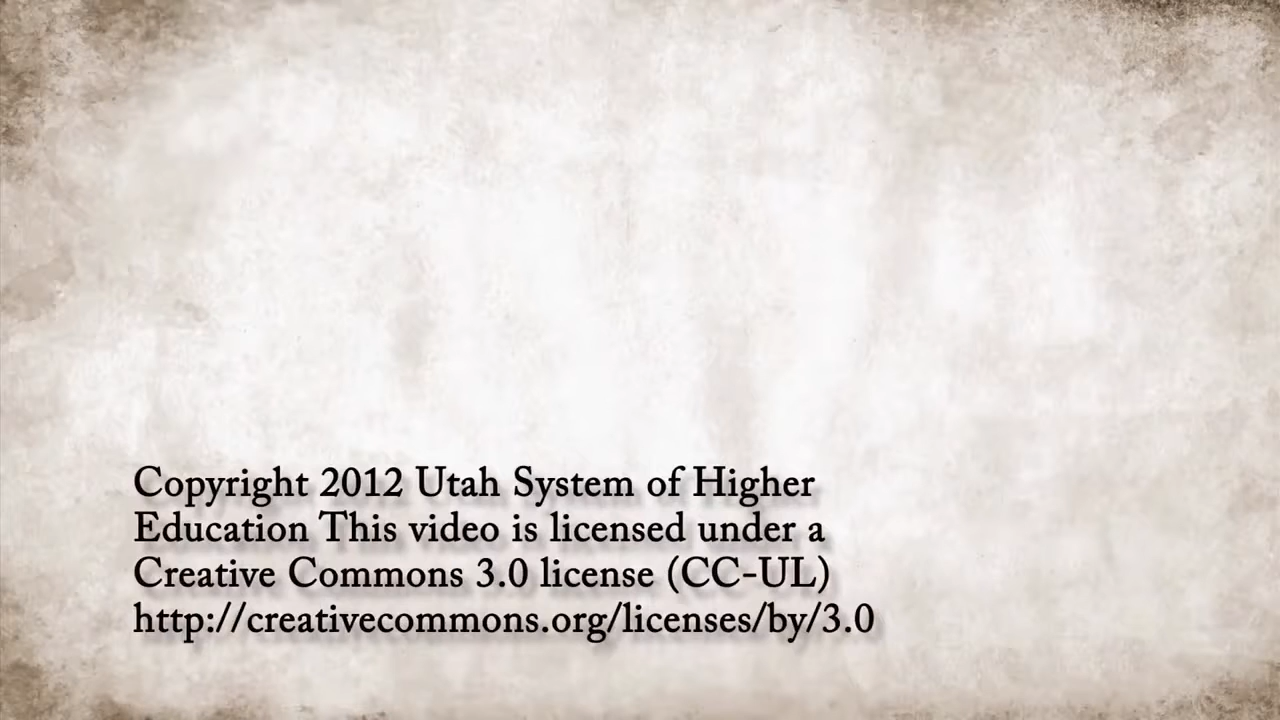 Copyright 2012 Utah System of Higher
Education This video is licensed under a
Creative Commons 3.0 license (CC-UL)
http://creativecommons.org/licenses/by/3.0